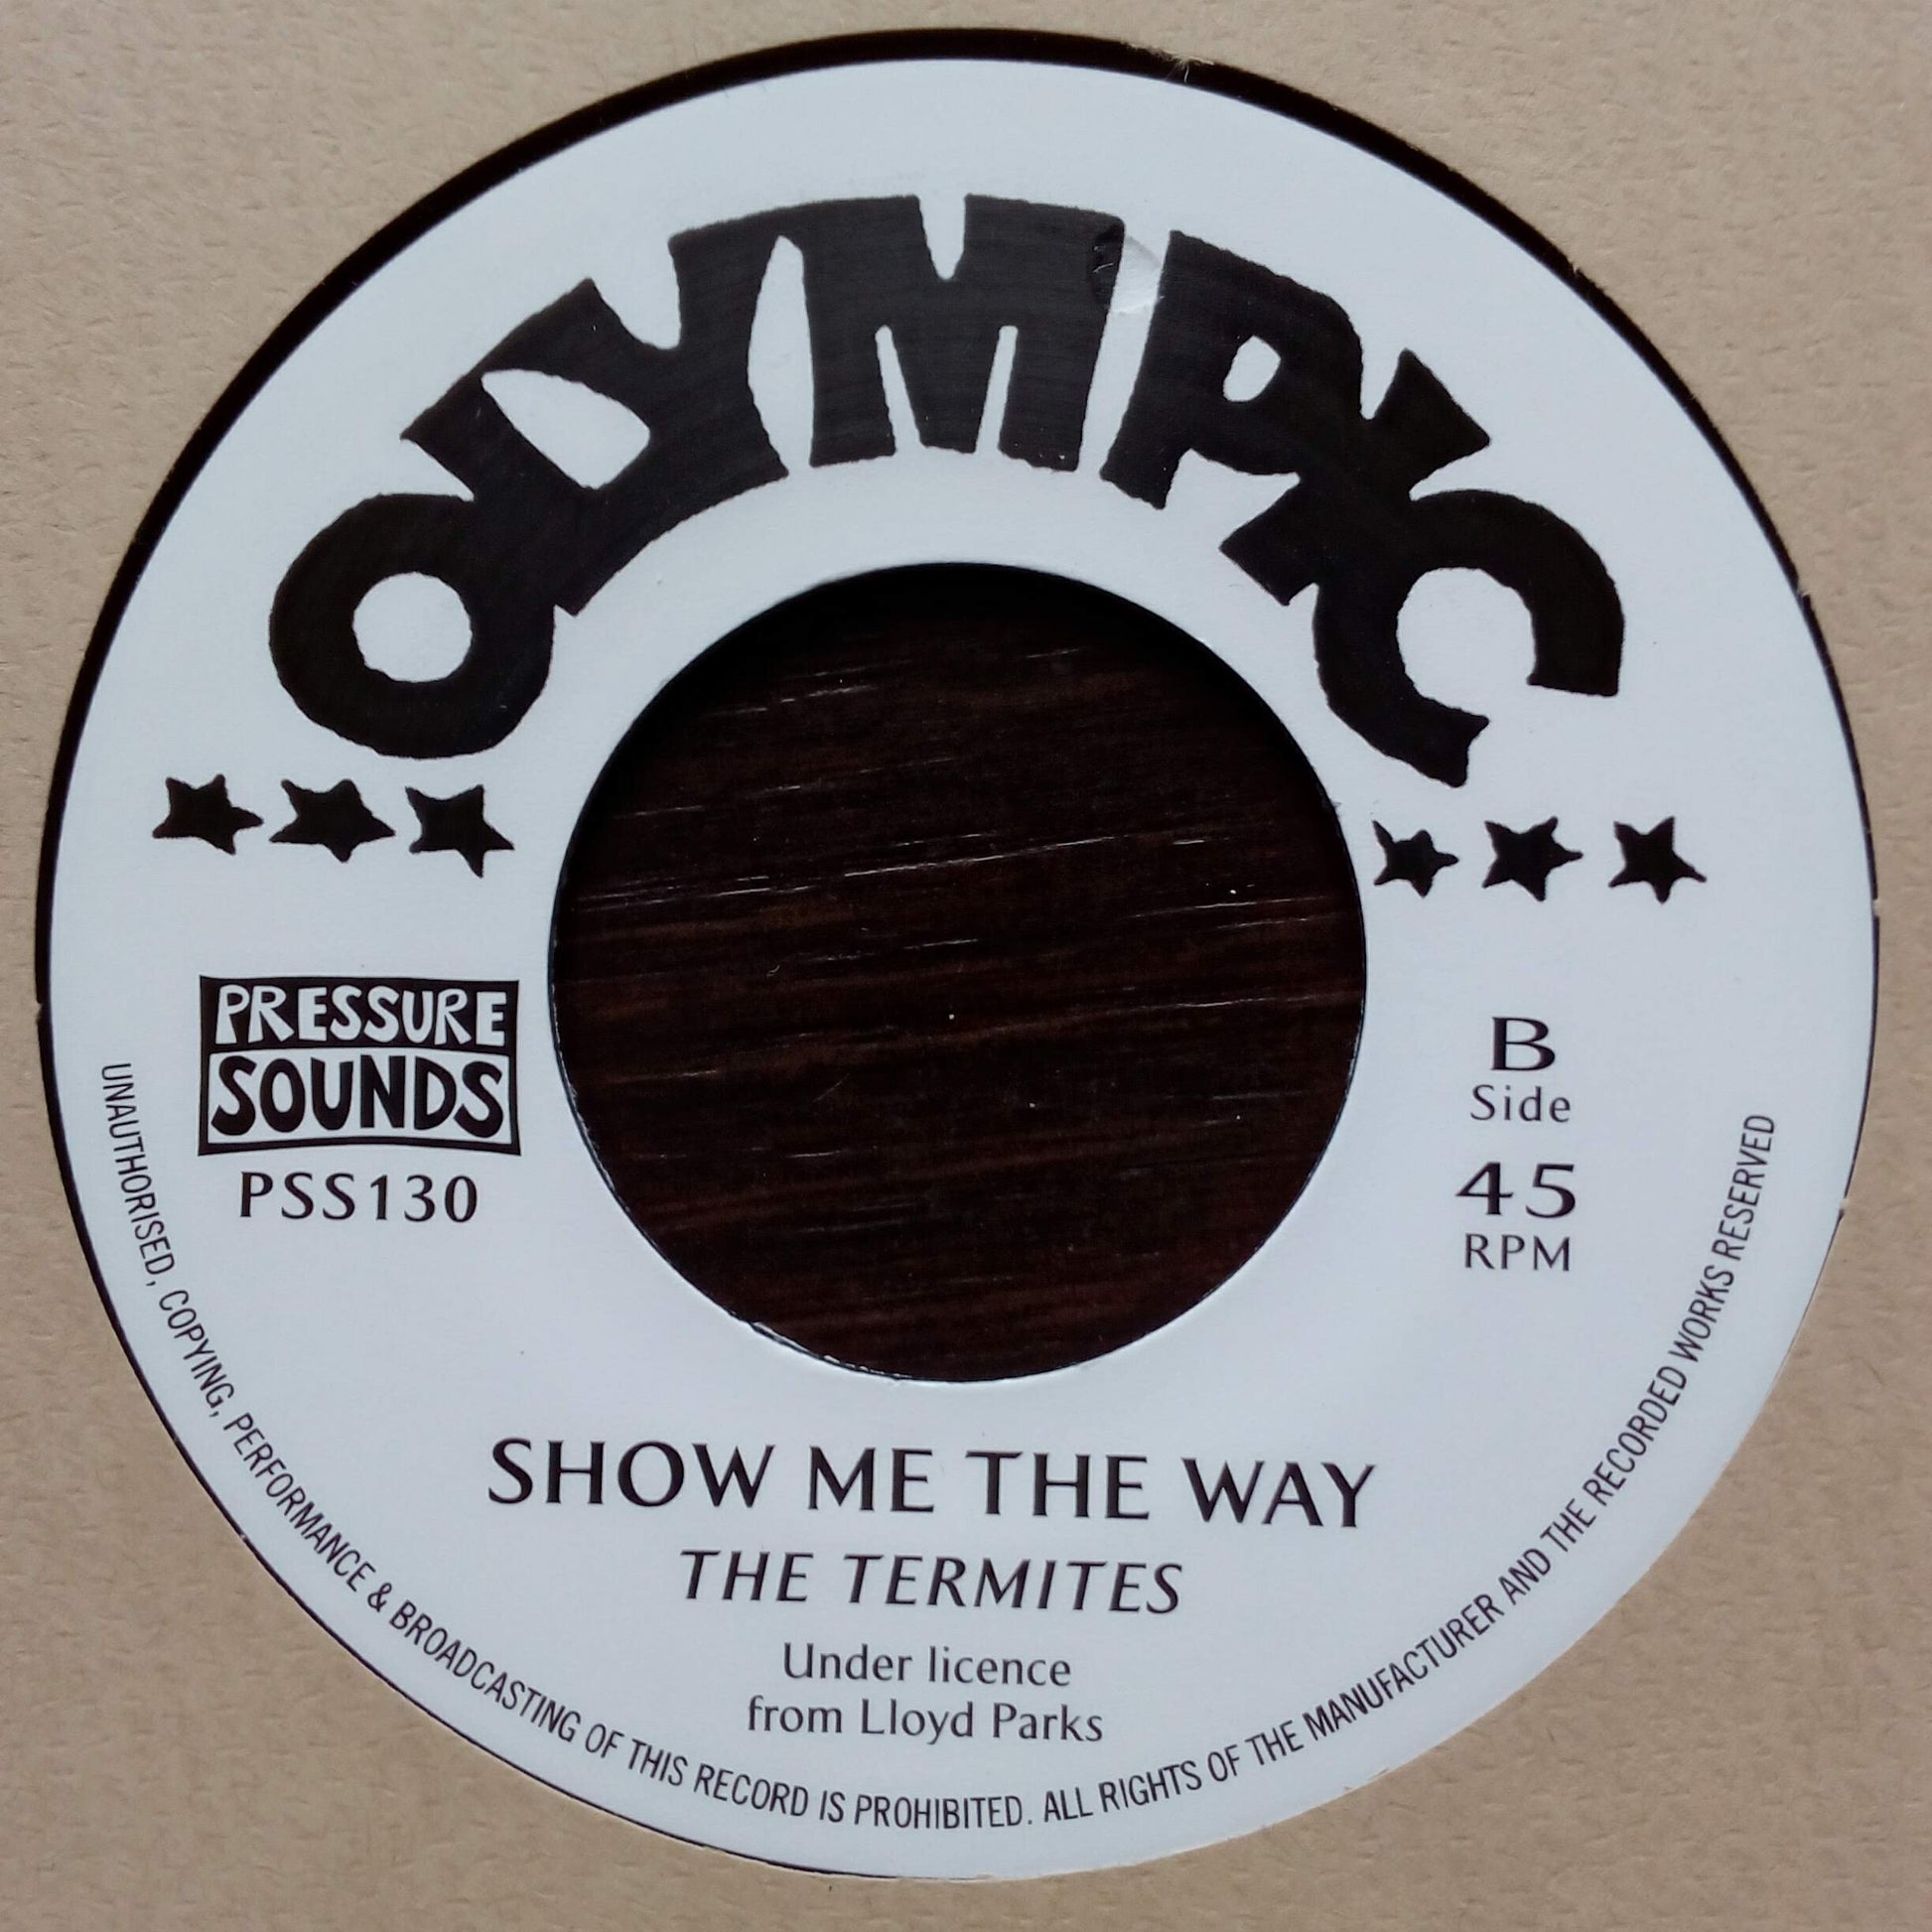 OLYMPIC
PRESSURE
SOUNDS
PSS130
B
Side
45
RPM
SHOW ME THE WAY
THE TERMITES
Under licence
from Lloyd Parks
UNAUTHORISED, COPYING, PERFORMANCE & BROADCASTING OF THIS RECORD IS PROHIBITED. ALL RIGHTS OF THE MANUFACTURER AND THE RECORDED WORKS RESERVED